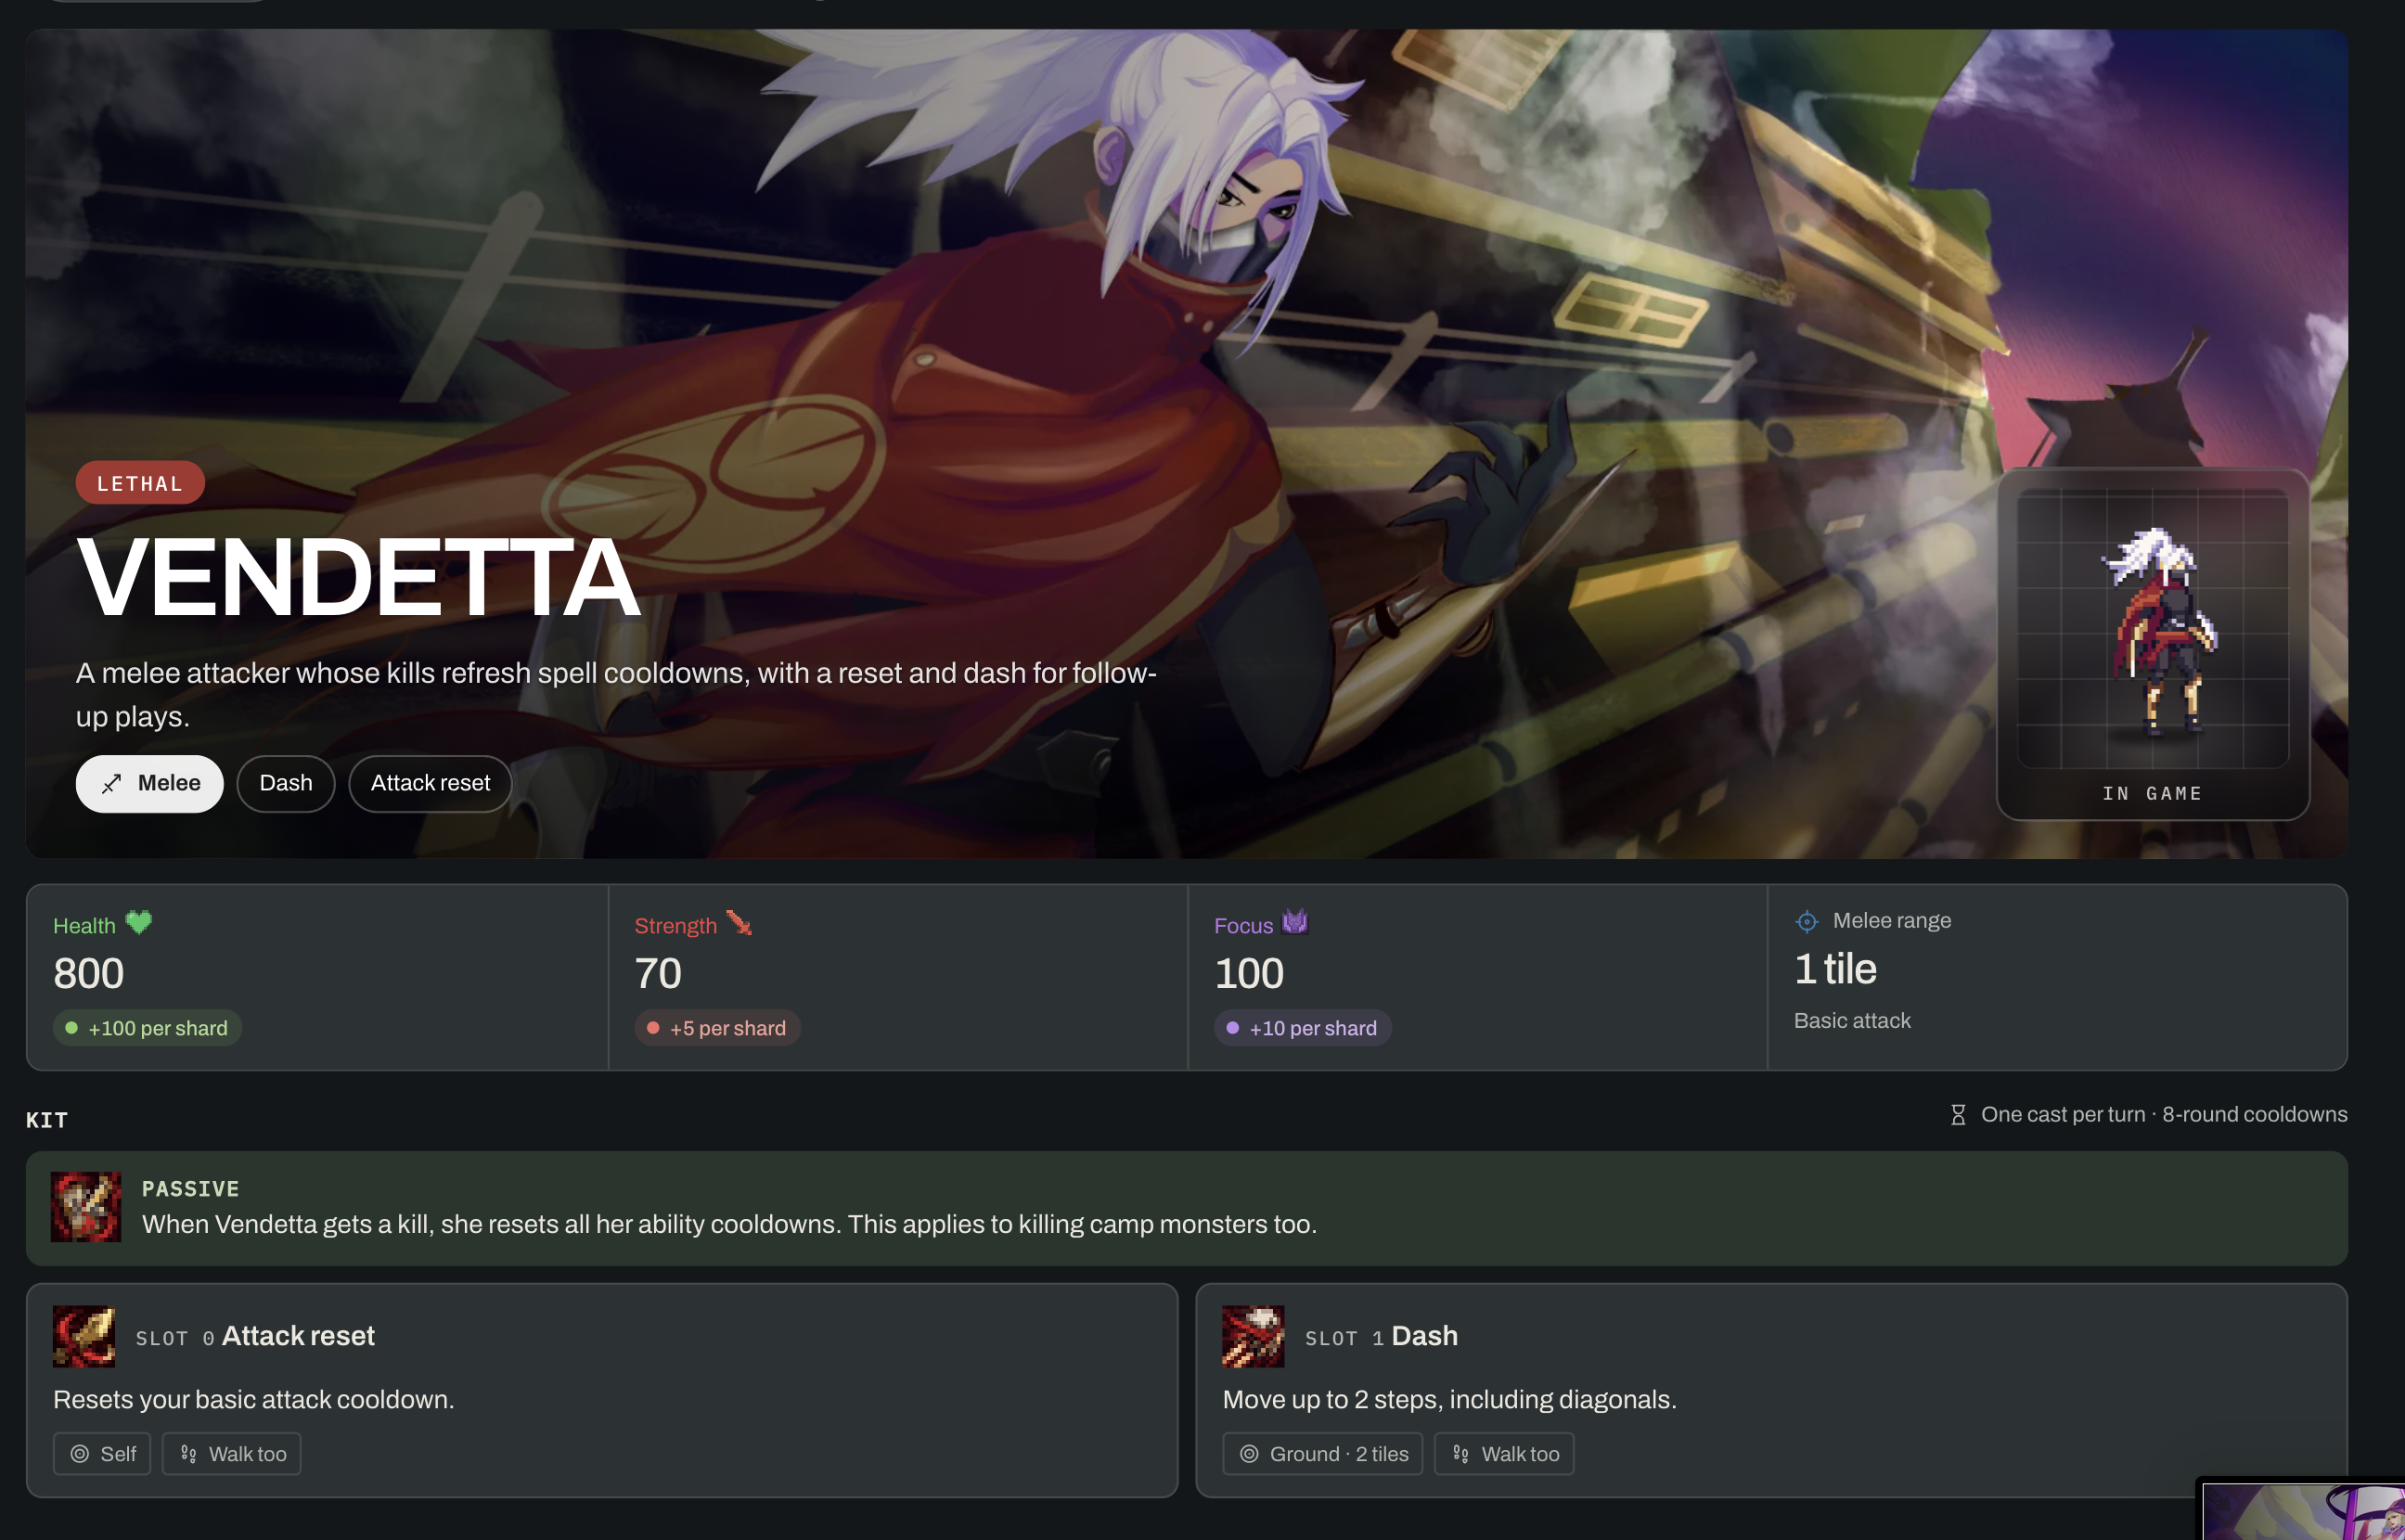 LETHAL
VENDETTA
A melee attacker whose kills refresh spell cooldowns, with a reset and dash for follow-
up plays.
Melee
Dash
Attack reset
IN GAME
Health
800
+100 per shard
Strength
70
+5 per shard
Focus
100
+10 per shard
Melee range
1 tile
Basic attack
KIT
One cast per turn · 8-round cooldowns
PASSIVE
When Vendetta gets a kill, she resets all her ability cooldowns. This applies to killing camp monsters too.
SLOT 0 Attack reset
Resets your basic attack cooldown.
Self
Walk too
SLOT 1 Dash
Move up to 2 steps, including diagonals.
Ground · 2 tiles
Walk too